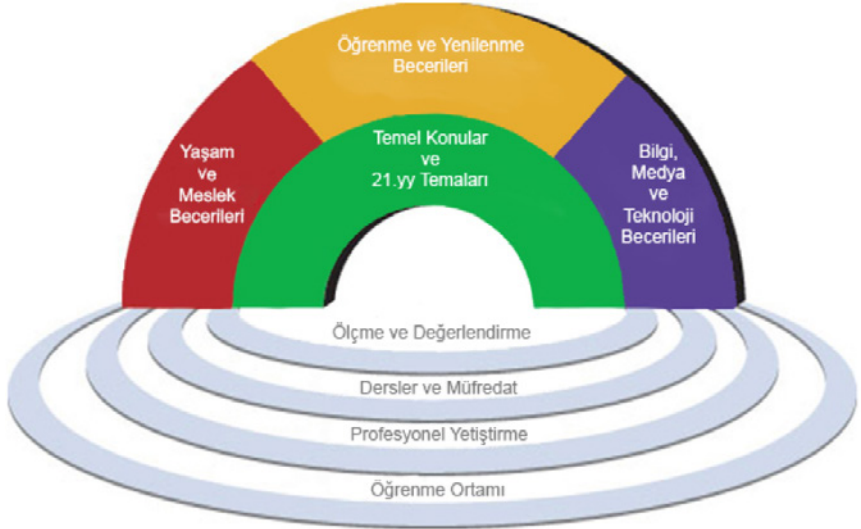 Öğrenme ve Yenilenme
Becerileri
Temel Konular
ve
21.yy Temaları
Yaşam
ve
Meslek
Becerileri
Bilgi,
Medya
ve
Teknoloji
Becerileri
Ölçme ve Değerlendirme
Dersler ve Müfredat
Profesyonel Yetiştirme
Öğrenme Ortamı